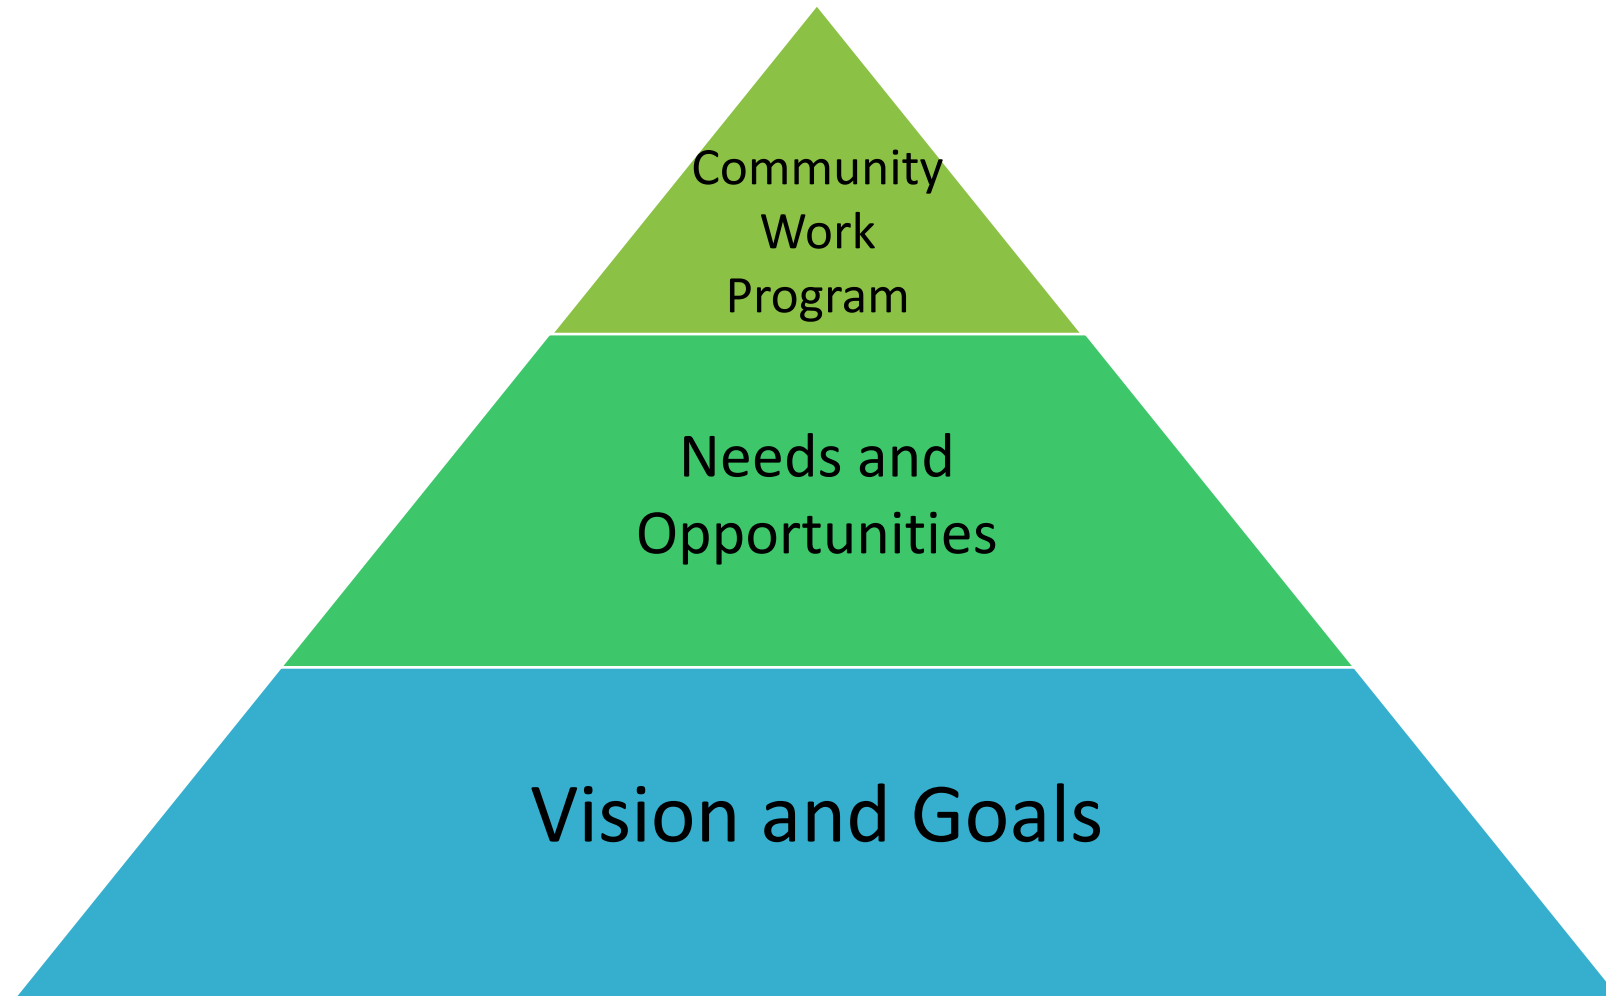 Community
Work
Program
Needs and
Opportunities
Vision and Goals